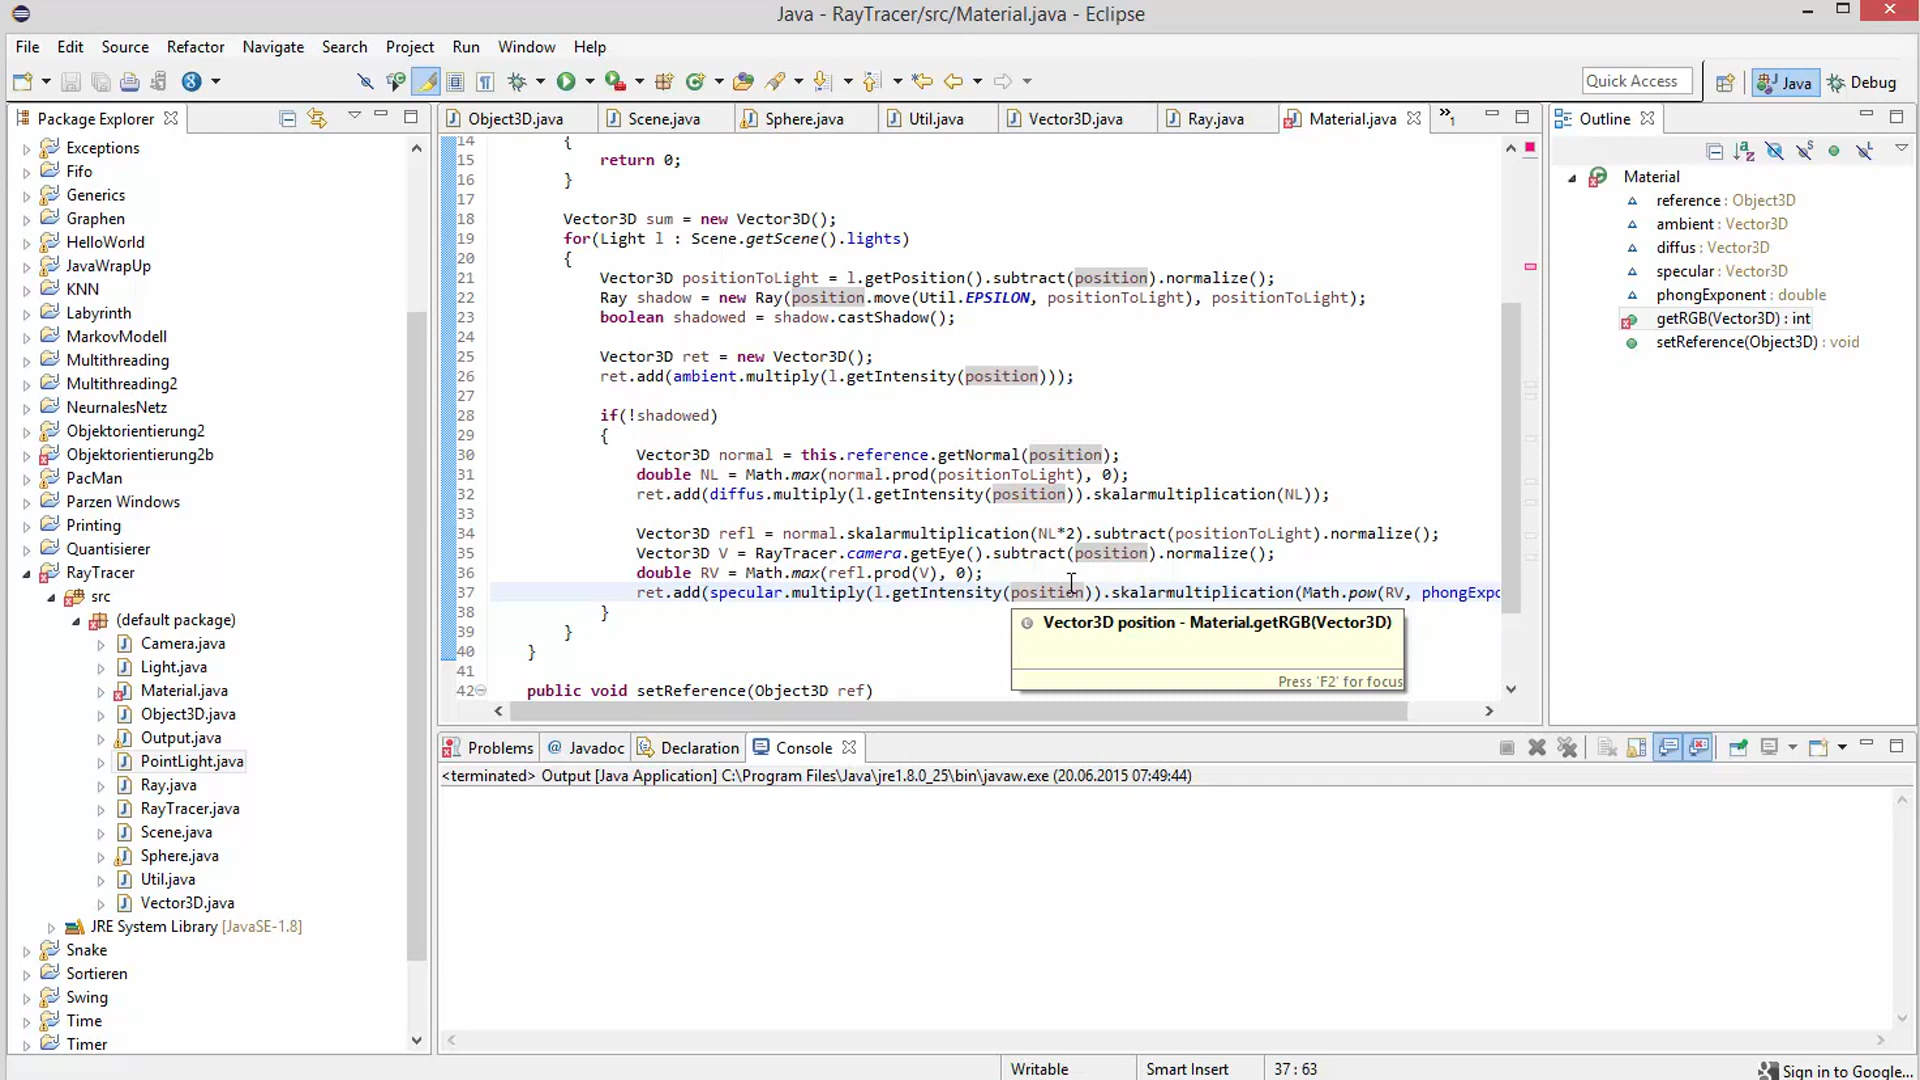 Java - RayTracer/src/Material.java - Eclipse
File Edit Source Refactor Navigate Search Project Run Window Help
Quick Access
Java
Debug
Package Explorer
Exceptions
Fifo
Generics
Graphen
HelloWorld
JavaWrapUp
KNN
Labyrinth
MarkovModell
Multithreading
Multithreading2
NeurnalesNetz
Objektorientierung2
Objektorientierung2b
PacMan
Parzen Windows
Printing
Quantisierer
RayTracer
src
(default package)
Camera.java
Light.java
Material.java
Object3D.java
Output.java
PointLight.java
Ray.java
RayTracer.java
Scene.java
Sphere.java
Util.java
Vector3D.java
JRE System Library [JavaSE-1.8]
Snake
Sortieren
Swing
Time
Timer
Object3D.java Scene.java Sphere.java Util.java Vector3D.java Ray.java Material.java »1
14 {
15 return 0;
16 }
17
18 Vector3D sum = new Vector3D();
19 for(Light l : Scene.getScene().lights)
20 {
21 Vector3D positionToLight = l.getPosition().subtract(position).normalize();
22 Ray shadow = new Ray(position.move(Util.EPSILON, positionToLight), positionToLight);
23 boolean shadowed = shadow.castShadow();
24
25 Vector3D ret = new Vector3D();
26 ret.add(ambient.multiply(l.getIntensity(position)));
27
28 if(!shadowed)
29 {
30 Vector3D normal = this.reference.getNormal(position);
31 double NL = Math.max(normal.prod(positionToLight), 0);
32 ret.add(diffus.multiply(l.getIntensity(position)).skalarmultiplication(NL));
33
34 Vector3D refl = normal.skalarmultiplication(NL*2).subtract(positionToLight).normalize();
35 Vector3D V = RayTracer.camera.getEye().subtract(position).normalize();
36 double RV = Math.max(refl.prod(V), 0);
37 ret.add(specular.multiply(l.getIntensity(position)).skalarmultiplication(Math.pow(RV, phongExpo
38 }
39 }
40 }
41
42 public void setReference(Object3D ref)
Vector3D position - Material.getRGB(Vector3D)
Press 'F2' for focus
Outline
Material
reference : Object3D
ambient : Vector3D
diffus : Vector3D
specular : Vector3D
phongExponent : double
getRGB(Vector3D) : int
setReference(Object3D) : void
Problems @ Javadoc Declaration Console
<terminated> Output [Java Application] C:\Program Files\Java\jre1.8.0_25\bin\javaw.exe (20.06.2015 07:49:44)
Writable Smart Insert 37 : 63 Sign in to Google...